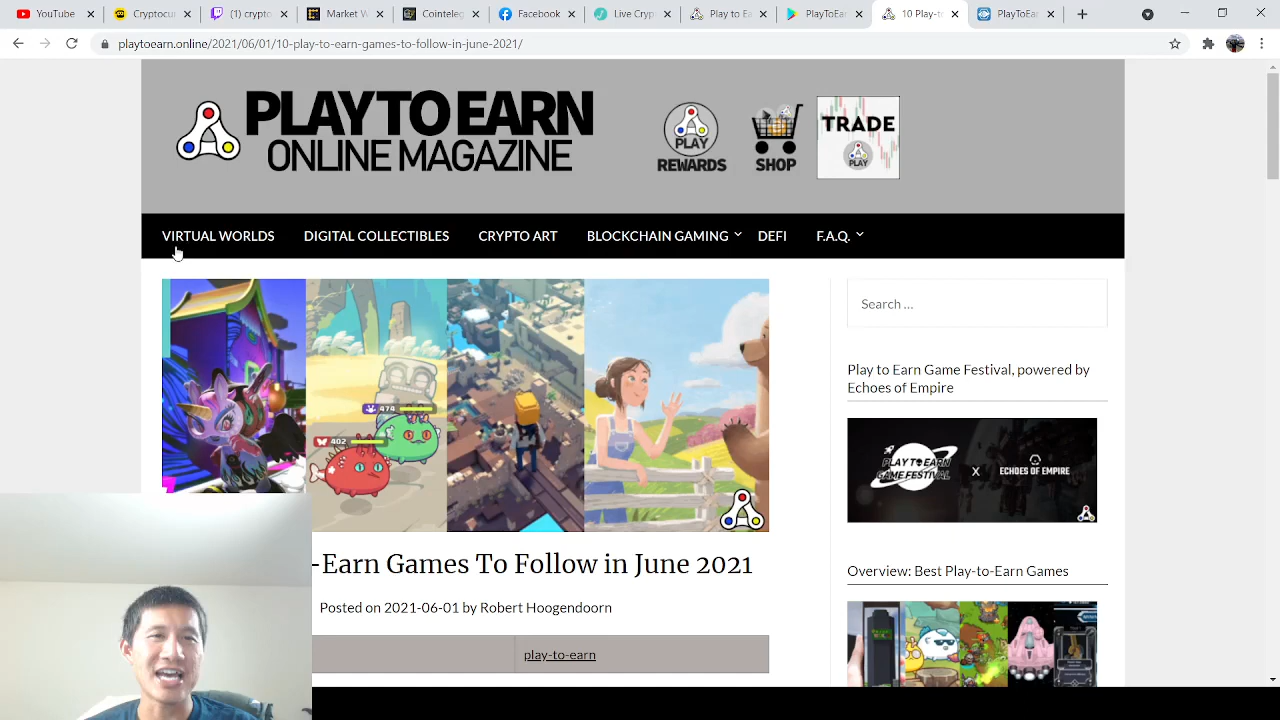 YouTube
Cryptocu
(1) crypto
Market W
Cointeleg
Facebook
Live Cryp
Play to Ea
PlayToEar
10 Play-to
PlayToEar
playtoearn.online/2021/06/01/10-play-to-earn-games-to-follow-in-june-2021/
PLAY TO EARN
ONLINE MAGAZINE
PLAY
REWARDS
SHOP
TRADE
PLAY
VIRTUAL WORLDS
DIGITAL COLLECTIBLES
CRYPTO ART
BLOCKCHAIN GAMING
DEFI
F.A.Q.
474
402
Search …
Play to Earn Game Festival, powered by
Echoes of Empire
PLAY TO EARN
GAME FESTIVAL
X
ECHOES OF EMPIRE
-Earn Games To Follow in June 2021
Posted on 2021-06-01 by Robert Hoogendoorn
play-to-earn
Overview: Best Play-to-Earn Games